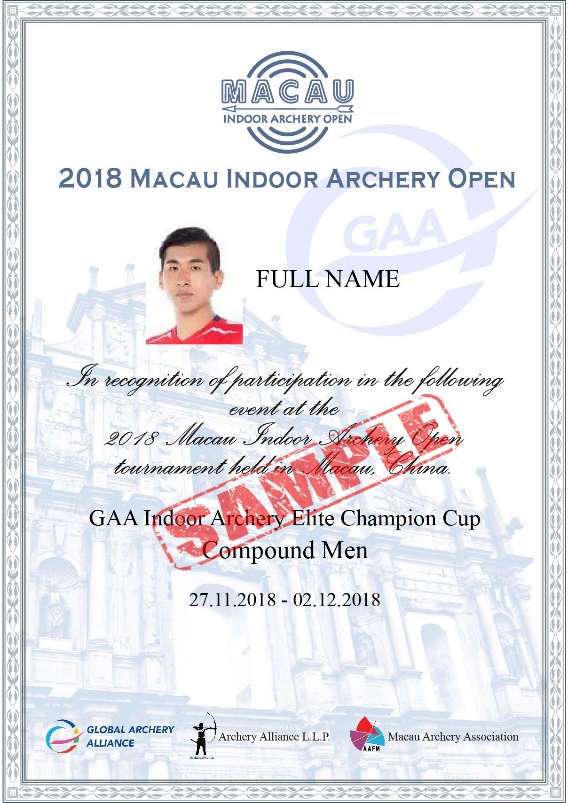 MACAU
INDOOR ARCHERY OPEN
2018 MACAU INDOOR ARCHERY OPEN
GAA
FULL NAME
In recognition of participation in the following
event at the
2018 Macau Indoor Archery Open
tournament held in Macau, China.
SAMPLE
GAA Indoor Archery Elite Champion Cup
Compound Men
27.11.2018 - 02.12.2018
GLOBAL ARCHERY
ALLIANCE
Archery Alliance
Archery Alliance L.L.P.
AAFM
Macau Archery Association